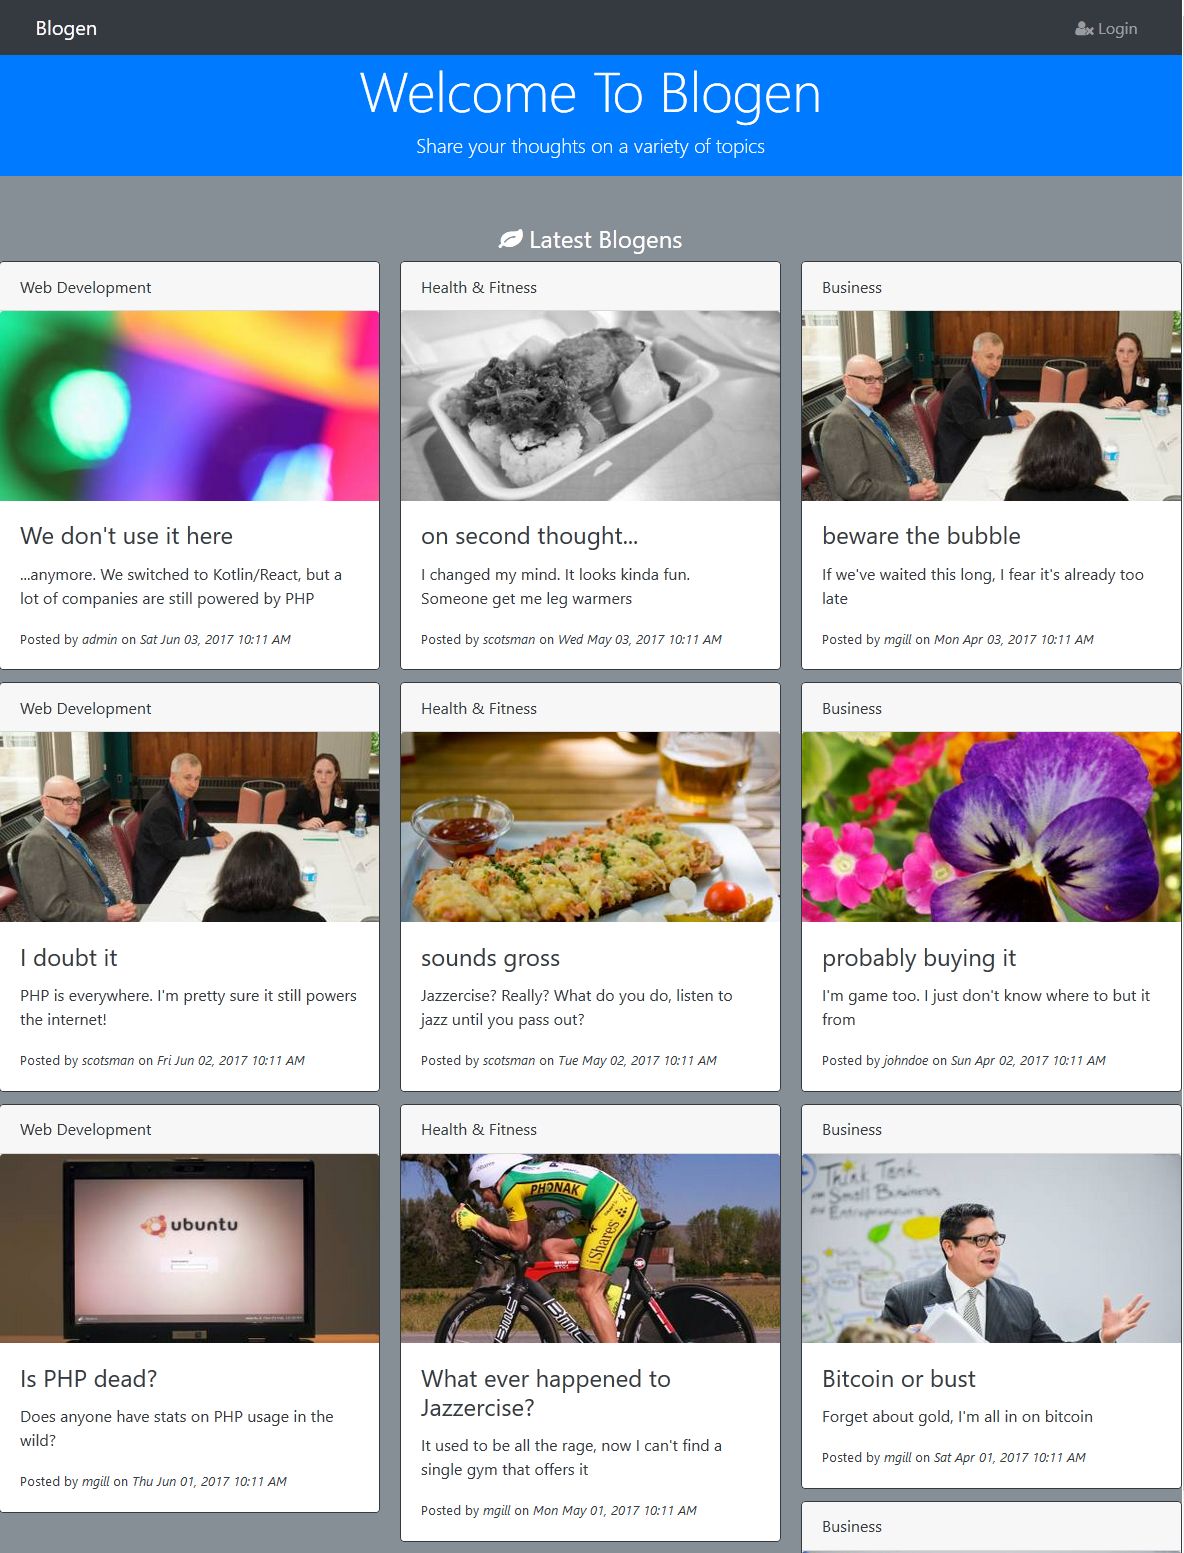 Blogen
Login
Welcome To Blogen
Share your thoughts on a variety of topics
Latest Blogens
Web Development
We don't use it here
...anymore. We switched to Kotlin/React, but a
lot of companies are still powered by PHP
Posted by admin on Sat Jun 03, 2017 10:11 AM
Health & Fitness
on second thought...
I changed my mind. It looks kinda fun.
Someone get me leg warmers
Posted by scotsman on Wed May 03, 2017 10:11 AM
Business
beware the bubble
If we've waited this long, I fear it's already too
late
Posted by mgill on Mon Apr 03, 2017 10:11 AM
Web Development
I doubt it
PHP is everywhere. I'm pretty sure it still powers
the internet!
Posted by scotsman on Fri Jun 02, 2017 10:11 AM
Health & Fitness
sounds gross
Jazzercise? Really? What do you do, listen to
jazz until you pass out?
Posted by scotsman on Tue May 02, 2017 10:11 AM
Business
probably buying it
I'm game too. I just don't know where to but it
from
Posted by johndoe on Sun Apr 02, 2017 10:11 AM
Web Development
ubuntu
Is PHP dead?
Does anyone have stats on PHP usage in the
wild?
Posted by mgill on Thu Jun 01, 2017 10:11 AM
Health & Fitness
iShares
PHONAK
iShares
BMC
ZIPP
What ever happened to
Jazzercise?
It used to be all the rage, now I can't find a
single gym that offers it
Posted by mgill on Mon May 01, 2017 10:11 AM
Business
Think Tank
Small Business
Entrepreneurs
Bitcoin or bust
Forget about gold, I'm all in on bitcoin
Posted by mgill on Sat Apr 01, 2017 10:11 AM
Business